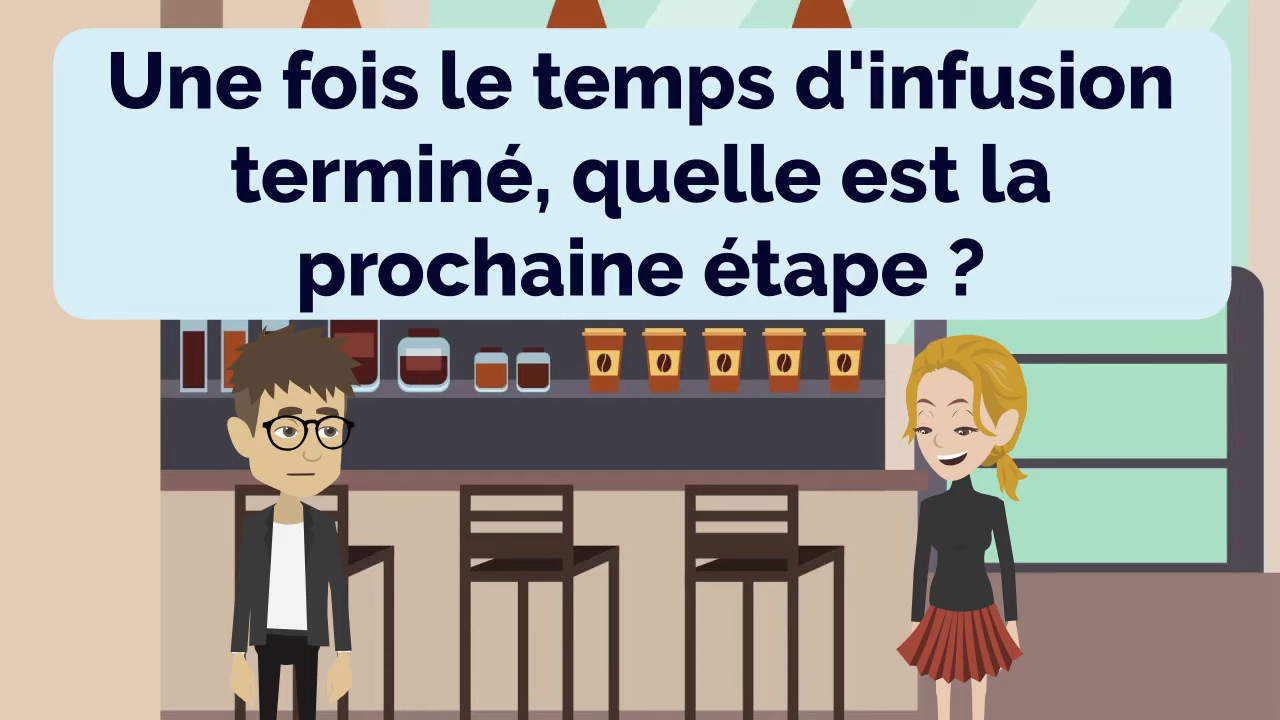 Une fois le temps d'infusion
terminé, quelle est la
prochaine étape ?